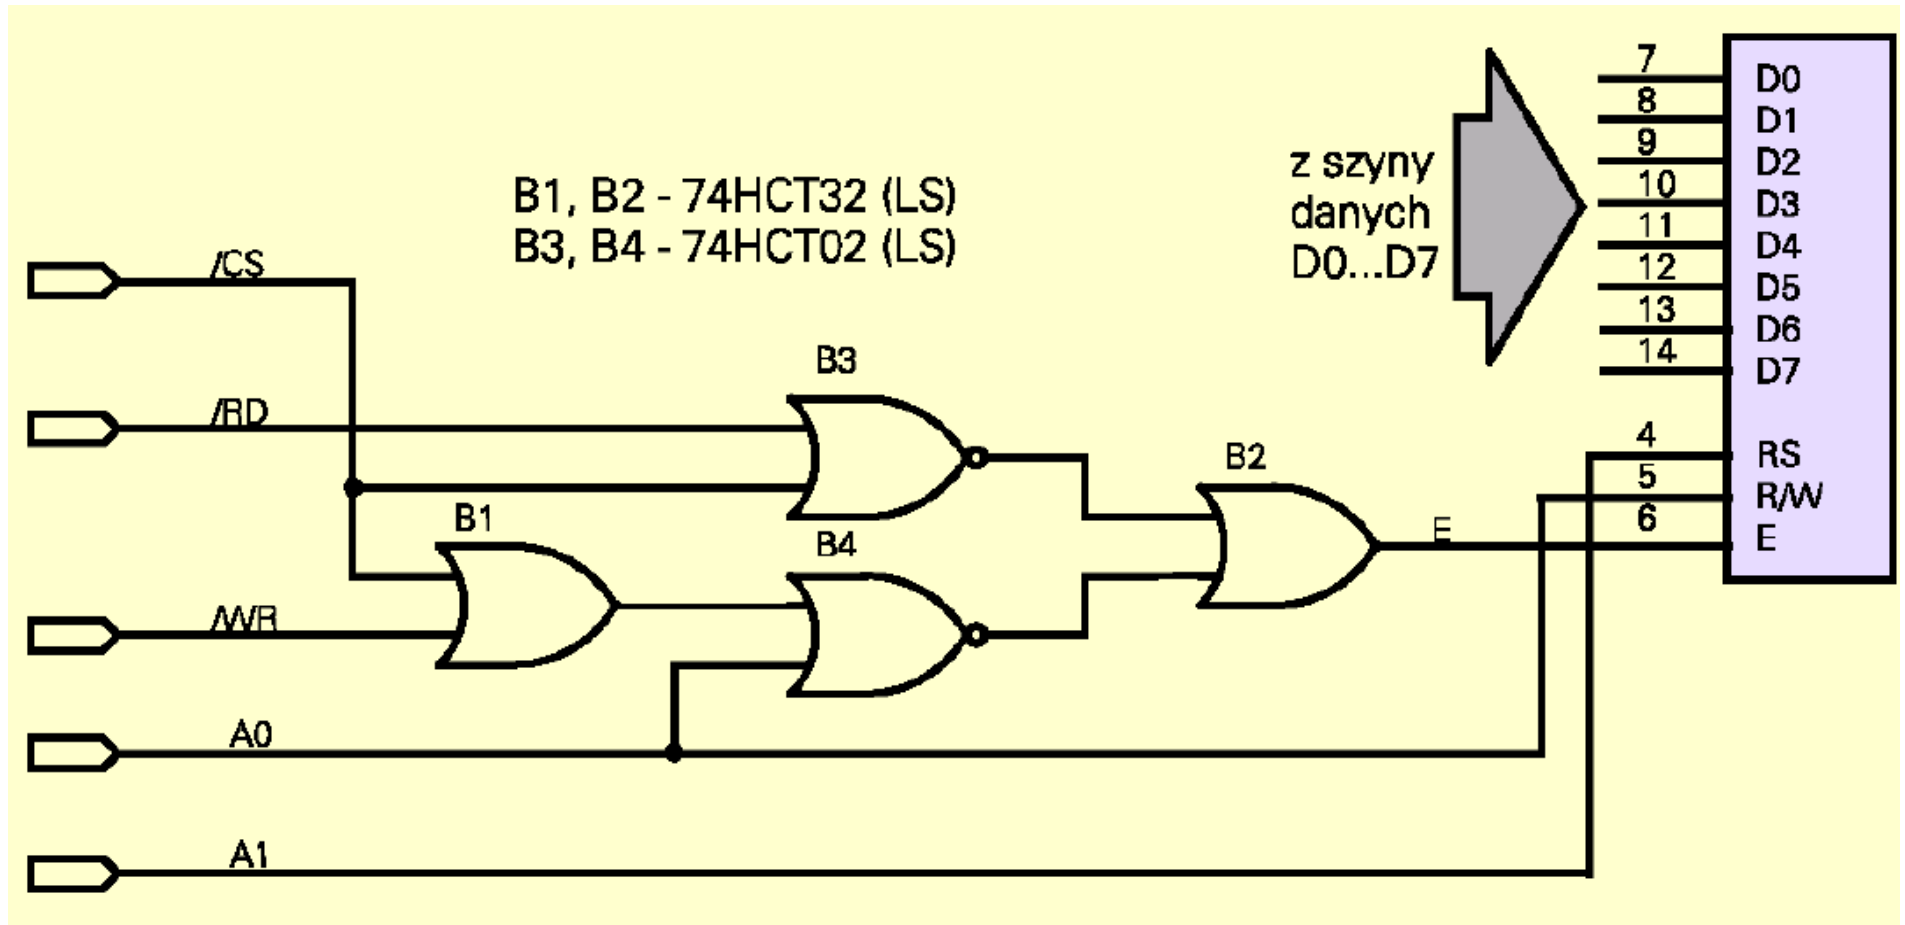 B1, B2 - 74HCT32 (LS)
B3, B4 - 74HCT02 (LS)
z szyny
danych
D0...D7
/CS
/RD
/WR
A0
A1
B3
B1
B4
B2
E
7 D0
8 D1
9 D2
10 D3
11 D4
12 D5
13 D6
14 D7
4 RS
5 R/W
6 E